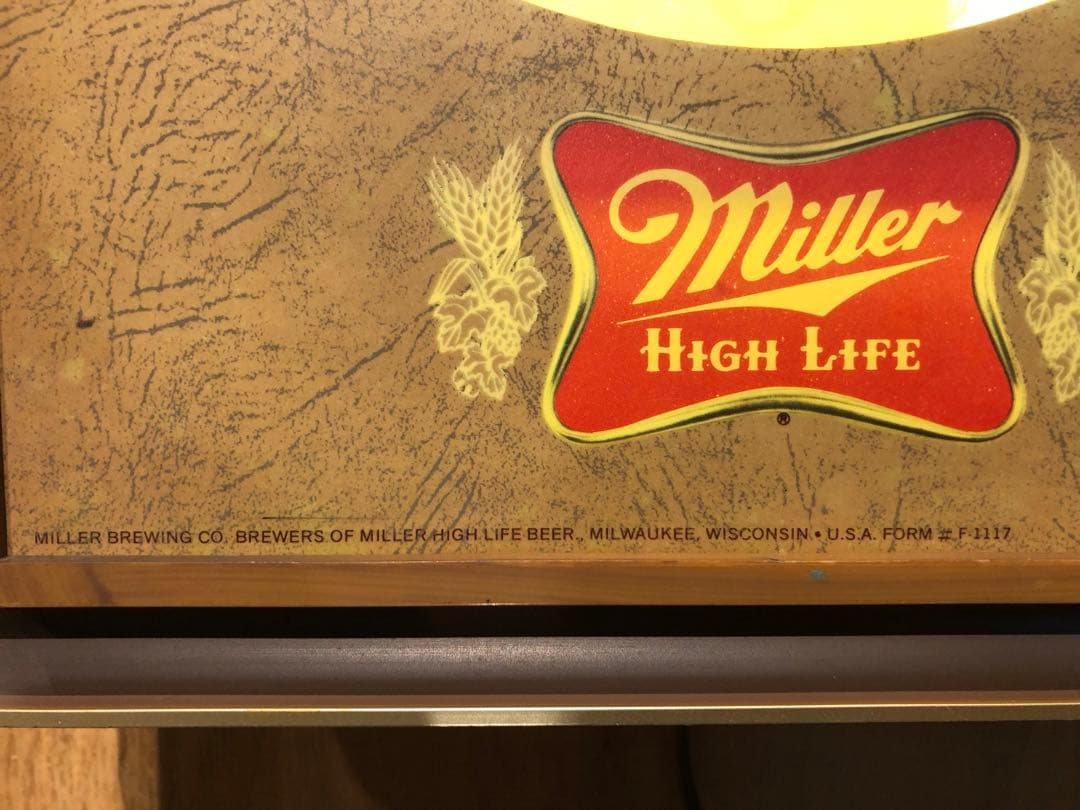 Miller
HIGH LIFE
®
MILLER BREWING CO. BREWERS OF MILLER HIGH LIFE BEER., MILWAUKEE, WISCONSIN • U.S.A. FORM # F-1117